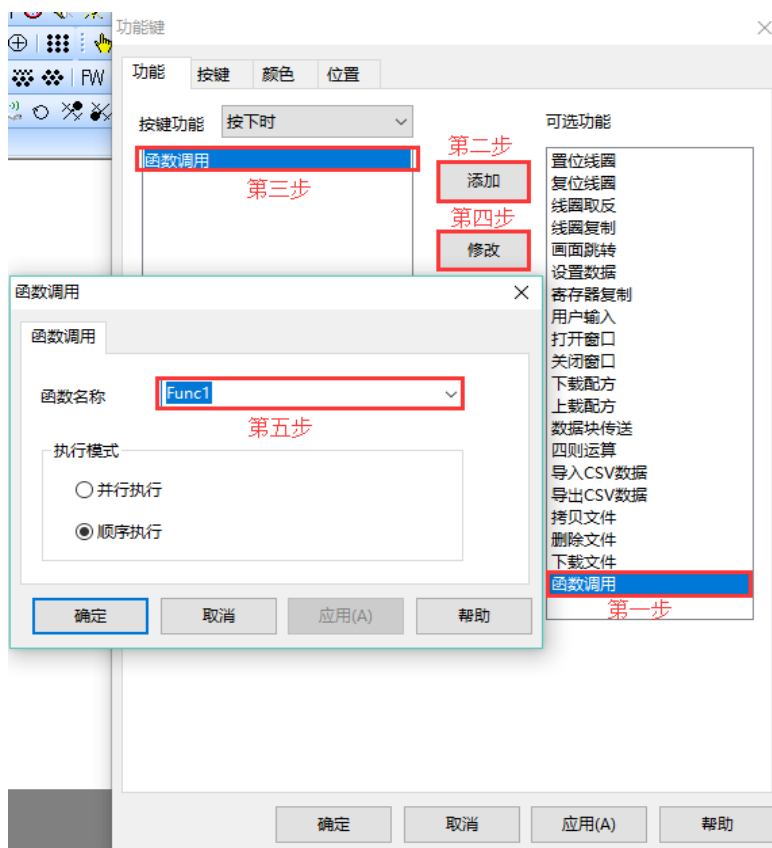 功能键
FW
功能 按键 颜色 位置
按键功能 按下时
可选功能
函数调用
第三步
第二步
添加
第四步
修改
置位线圈
复位线圈
线圈取反
线圈复制
画面跳转
设置数据
寄存器复制
用户输入
打开窗口
关闭窗口
下载配方
上载配方
数据块传送
四则运算
导入CSV数据
导出CSV数据
拷贝文件
删除文件
下载文件
函数调用
第一步
函数调用
函数调用
函数名称 Func1
第五步
执行模式
并行执行
顺序执行
确定 取消 应用(A) 帮助
确定 取消 应用(A) 帮助